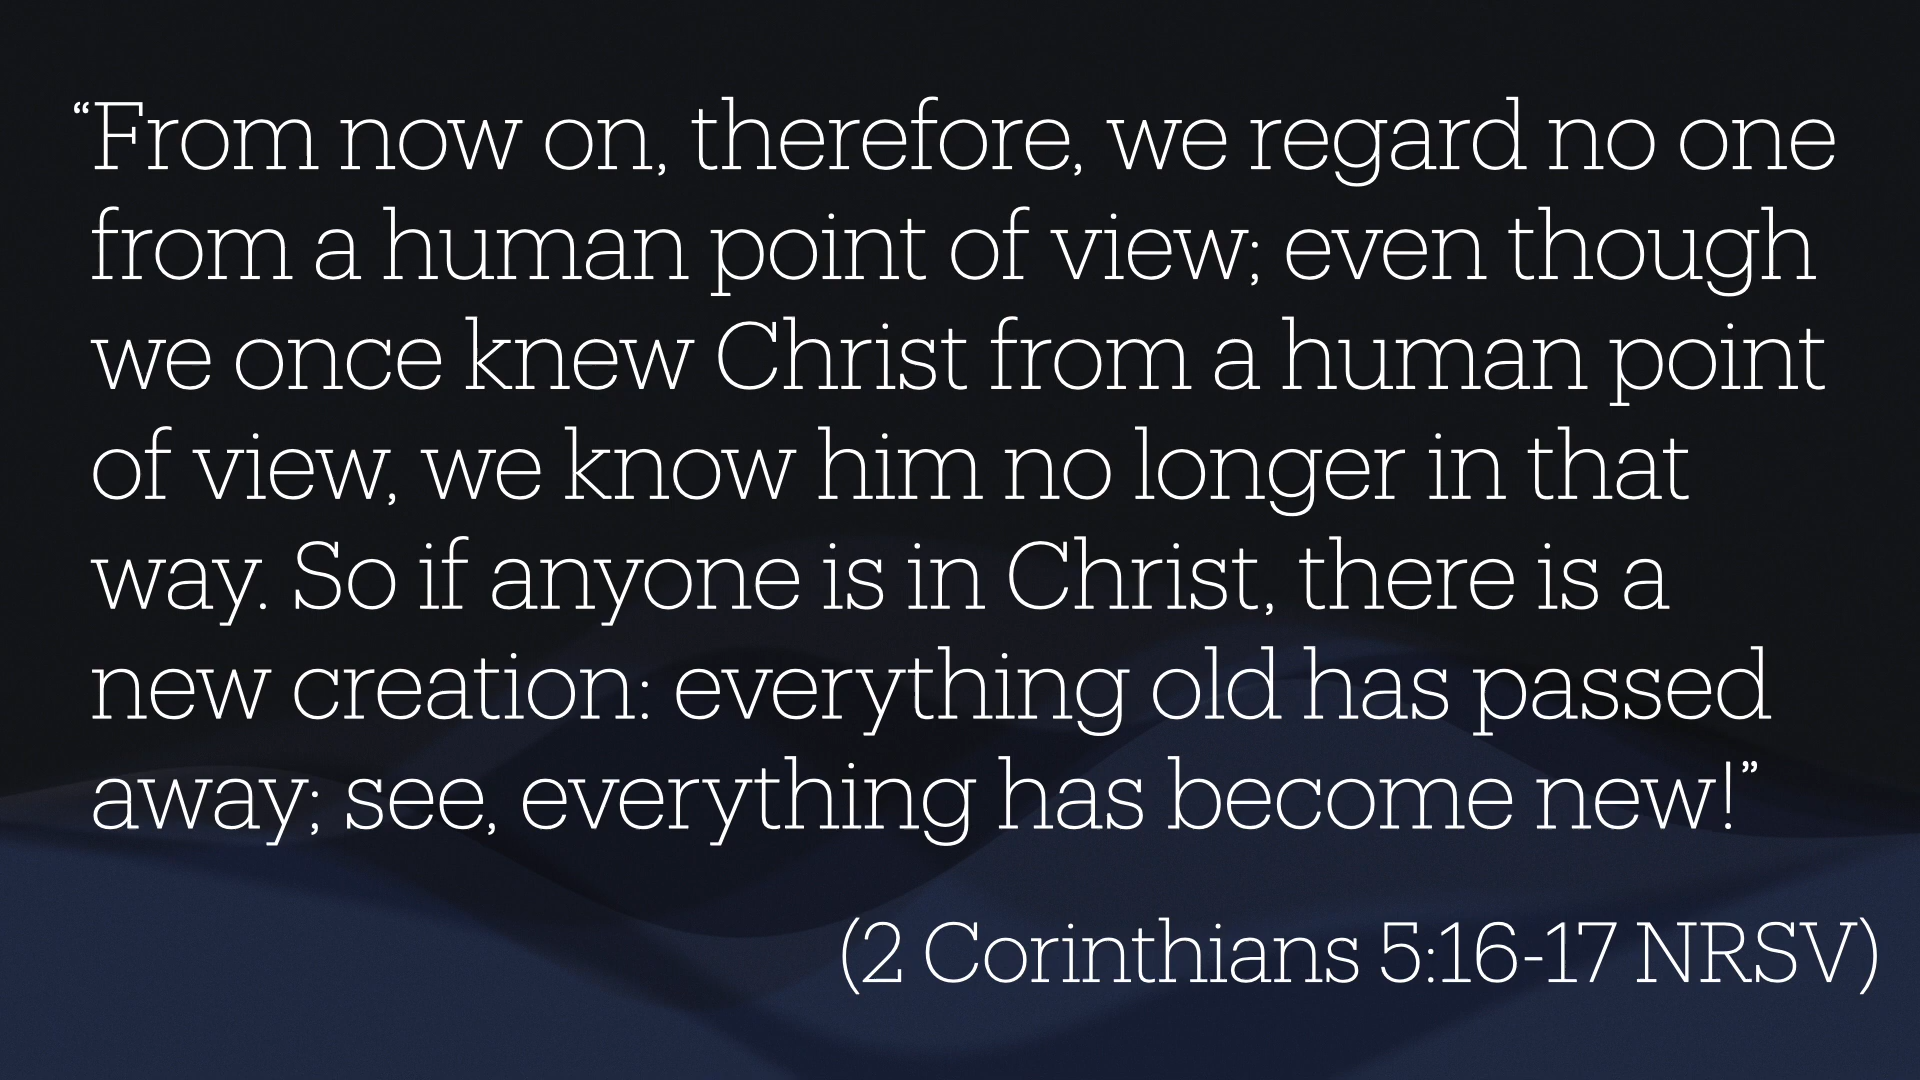 “From now on, therefore, we regard no one
from a human point of view; even though
we once knew Christ from a human point
of view, we know him no longer in that
way. So if anyone is in Christ, there is a
new creation: everything old has passed
away; see, everything has become new!”
(2 Corinthians 5:16-17 NRSV)